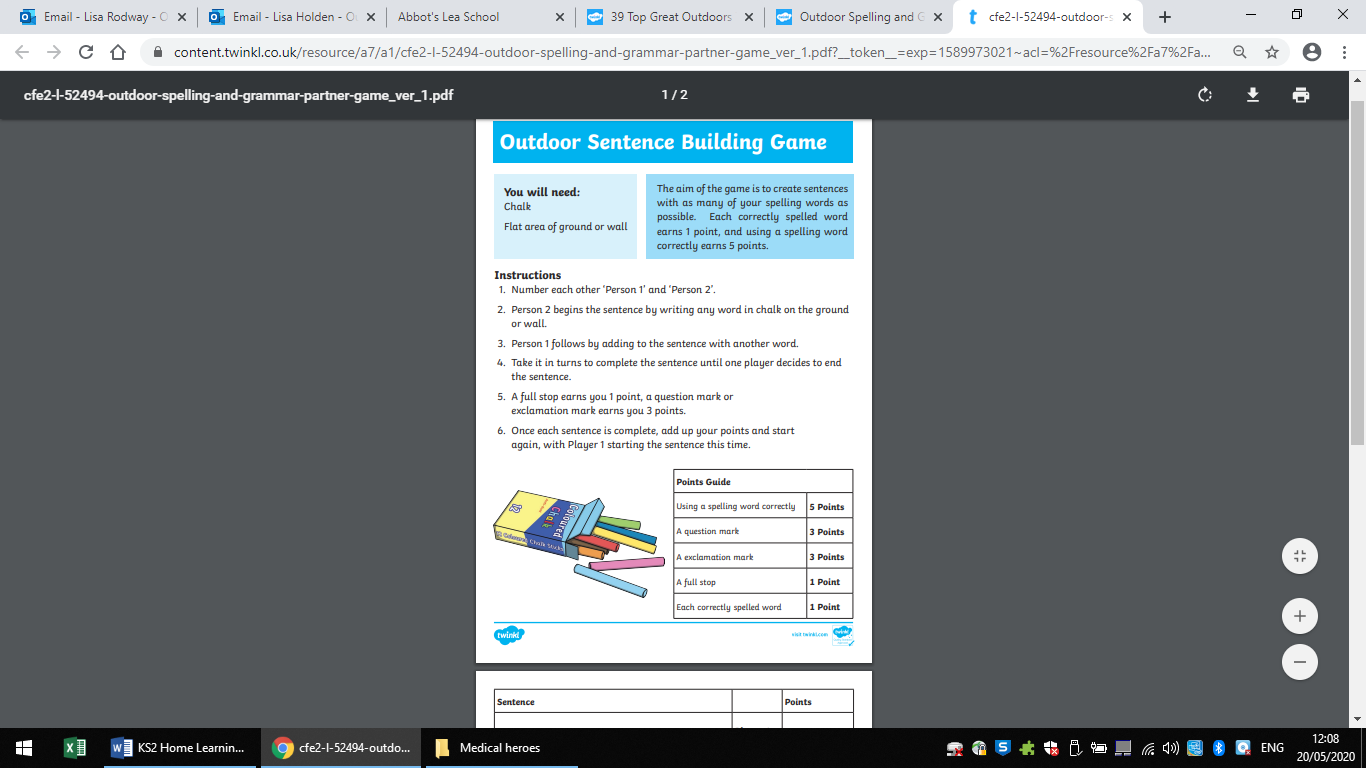 Email - Lisa Rodway - O
Email - Lisa Holden - O
Abbot's Lea School
39 Top Great Outdoors
Outdoor Spelling and G
cfe2-l-52494-outdoor-s
content.twinkl.co.uk/resource/a7/a1/cfe2-l-52494-outdoor-spelling-and-grammar-partner-game_ver_1.pdf?__token__=exp=1589973021~acl=%2Fresource%2Fa7%2Fa...
cfe2-l-52494-outdoor-spelling-and-grammar-partner-game_ver_1.pdf
1 / 2
Outdoor Sentence Building Game
You will need:
Chalk
Flat area of ground or wall
The aim of the game is to create sentences
with as many of your spelling words as
possible. Each correctly spelled word
earns 1 point, and using a spelling word
correctly earns 5 points.
Instructions
1. Number each other 'Person 1' and 'Person 2'.
2. Person 2 begins the sentence by writing any word in chalk on the ground
or wall.
3. Person 1 follows by adding to the sentence with another word.
4. Take it in turns to complete the sentence until one player decides to end
the sentence.
5. A full stop earns you 1 point, a question mark or
exclamation mark earns you 3 points.
6. Once each sentence is complete, add up your points and start
again, with Player 1 starting the sentence this time.
12
Coloured
Chalk
12 Coloured Chalk Sticks
Points Guide
Using a spelling word correctly 5 Points
A question mark 3 Points
A exclamation mark 3 Points
A full stop 1 Point
Each correctly spelled word 1 Point
twinkl
visit twinkl.com
twinkl
Sentence Points
KS2 Home Learnin...
cfe2-l-52494-outdo...
Medical heroes
ENG
12:08
20/05/2020